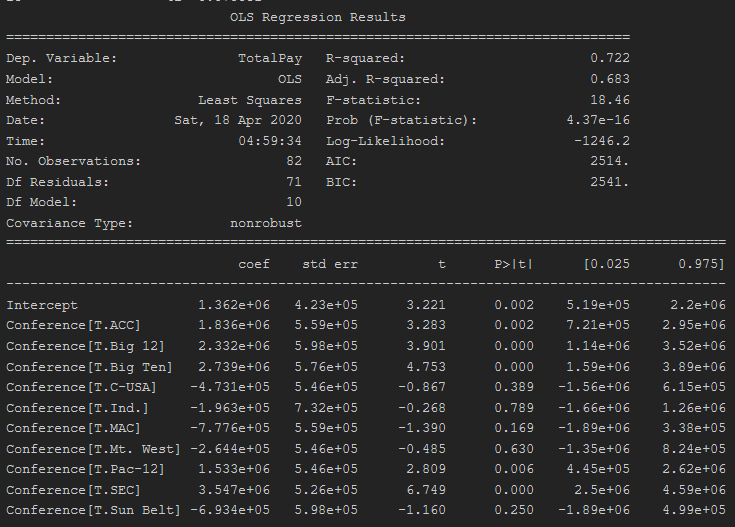 OLS Regression Results
==============================================================================
Dep. Variable: TotalPay R-squared: 0.722
Model: OLS Adj. R-squared: 0.683
Method: Least Squares F-statistic: 18.46
Date: Sat, 18 Apr 2020 Prob (F-statistic): 4.37e-16
Time: 04:59:34 Log-Likelihood: -1246.2
No. Observations: 82 AIC: 2514.
Df Residuals: 71 BIC: 2541.
Df Model: 10
Covariance Type: nonrobust
==========================================================================================
coef std err t P>|t| [0.025 0.975]
------------------------------------------------------------------------------------------
Intercept 1.362e+06 4.23e+05 3.221 0.002 5.19e+05 2.2e+06
Conference[T.ACC] 1.836e+06 5.59e+05 3.283 0.002 7.21e+05 2.95e+06
Conference[T.Big 12] 2.332e+06 5.98e+05 3.901 0.000 1.14e+06 3.52e+06
Conference[T.Big Ten] 2.739e+06 5.76e+05 4.753 0.000 1.59e+06 3.89e+06
Conference[T.C-USA] -4.731e+05 5.46e+05 -0.867 0.389 -1.56e+06 6.15e+05
Conference[T.Ind.] -1.963e+05 7.32e+05 -0.268 0.789 -1.66e+06 1.26e+06
Conference[T.MAC] -7.776e+05 5.59e+05 -1.390 0.169 -1.89e+06 3.38e+05
Conference[T.Mt. West] -2.644e+05 5.46e+05 -0.485 0.630 -1.35e+06 8.24e+05
Conference[T.Pac-12] 1.533e+06 5.46e+05 2.809 0.006 4.45e+05 2.62e+06
Conference[T.SEC] 3.547e+06 5.26e+05 6.749 0.000 2.5e+06 4.59e+06
Conference[T.Sun Belt] -6.934e+05 5.98e+05 -1.160 0.250 -1.89e+06 4.99e+05